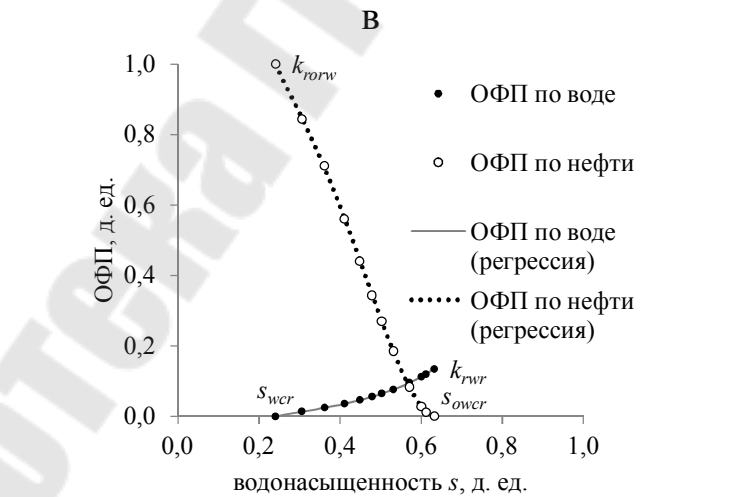 В
1,0
0,8
0,6
0,4
0,2
0,0
ОФП, д. ед.
k_rorw
s_wcr
k_rwr
s_owcr
0,0 0,2 0,4 0,6 0,8 1,0
водонасыщенность s, д. ед.
ОФП по воде
ОФП по нефти
ОФП по воде
(регрессия)
ОФП по нефти
(регрессия)